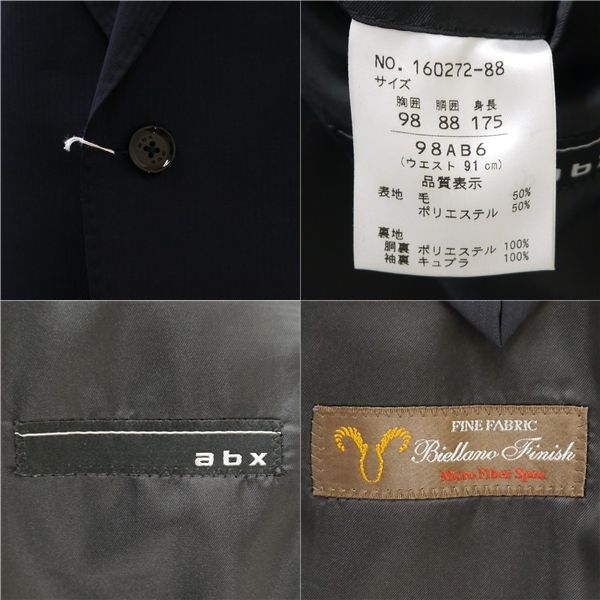 NO. 160272-88
サイズ
胸囲 胴囲 身長
98 88 175
98AB6
(ウエスト 91cm)
品質表示
表地 毛 50%
ポリエステル 50%
裏地
胴裏 ポリエステル 100%
袖裏 キュプラ 100%
abx
abx
FINE FABRIC
Biellano Finish
Micro Fiber Spun